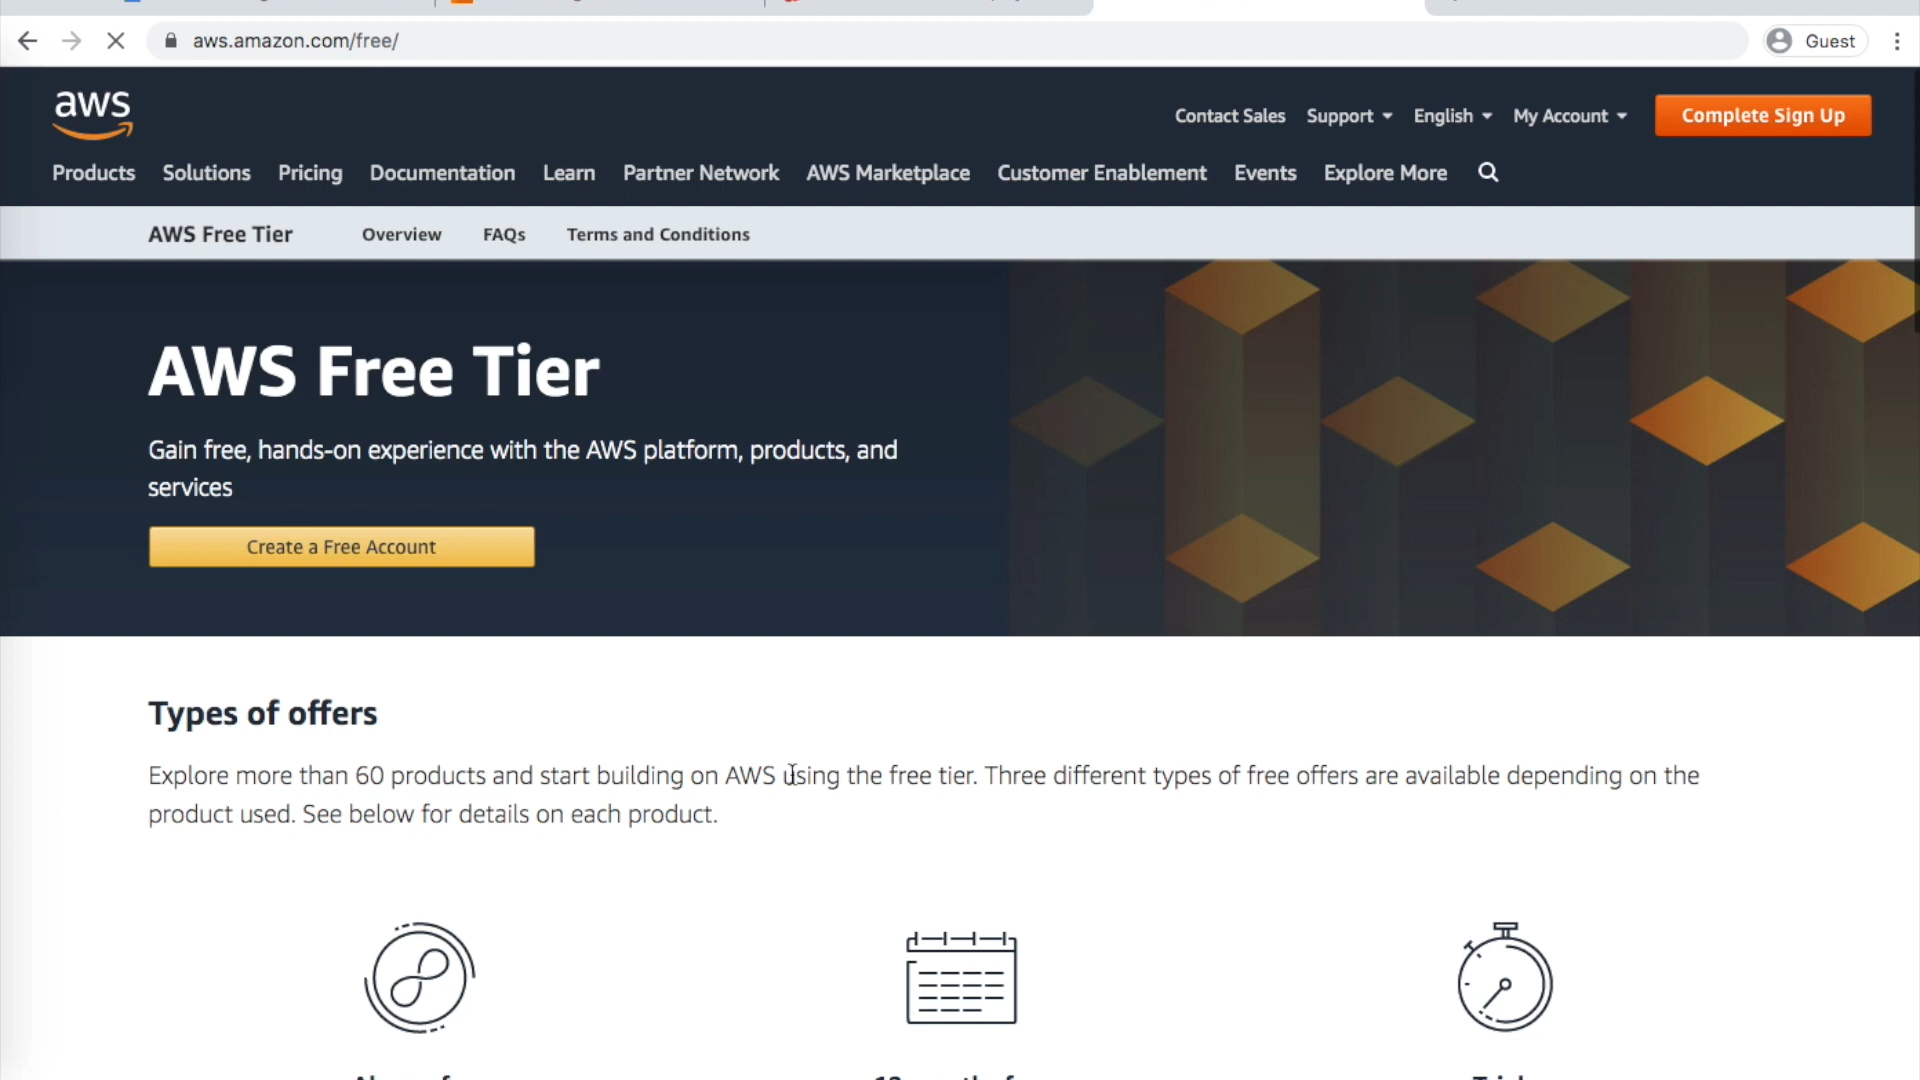 aws.amazon.com/free/
Guest
aws
Contact Sales Support English My Account Complete Sign Up
Products Solutions Pricing Documentation Learn Partner Network AWS Marketplace Customer Enablement Events Explore More
AWS Free Tier Overview FAQs Terms and Conditions
AWS Free Tier
Gain free, hands-on experience with the AWS platform, products, and
services
Create a Free Account
Types of offers
Explore more than 60 products and start building on AWS using the free tier. Three different types of free offers are available depending on the
product used. See below for details on each product.